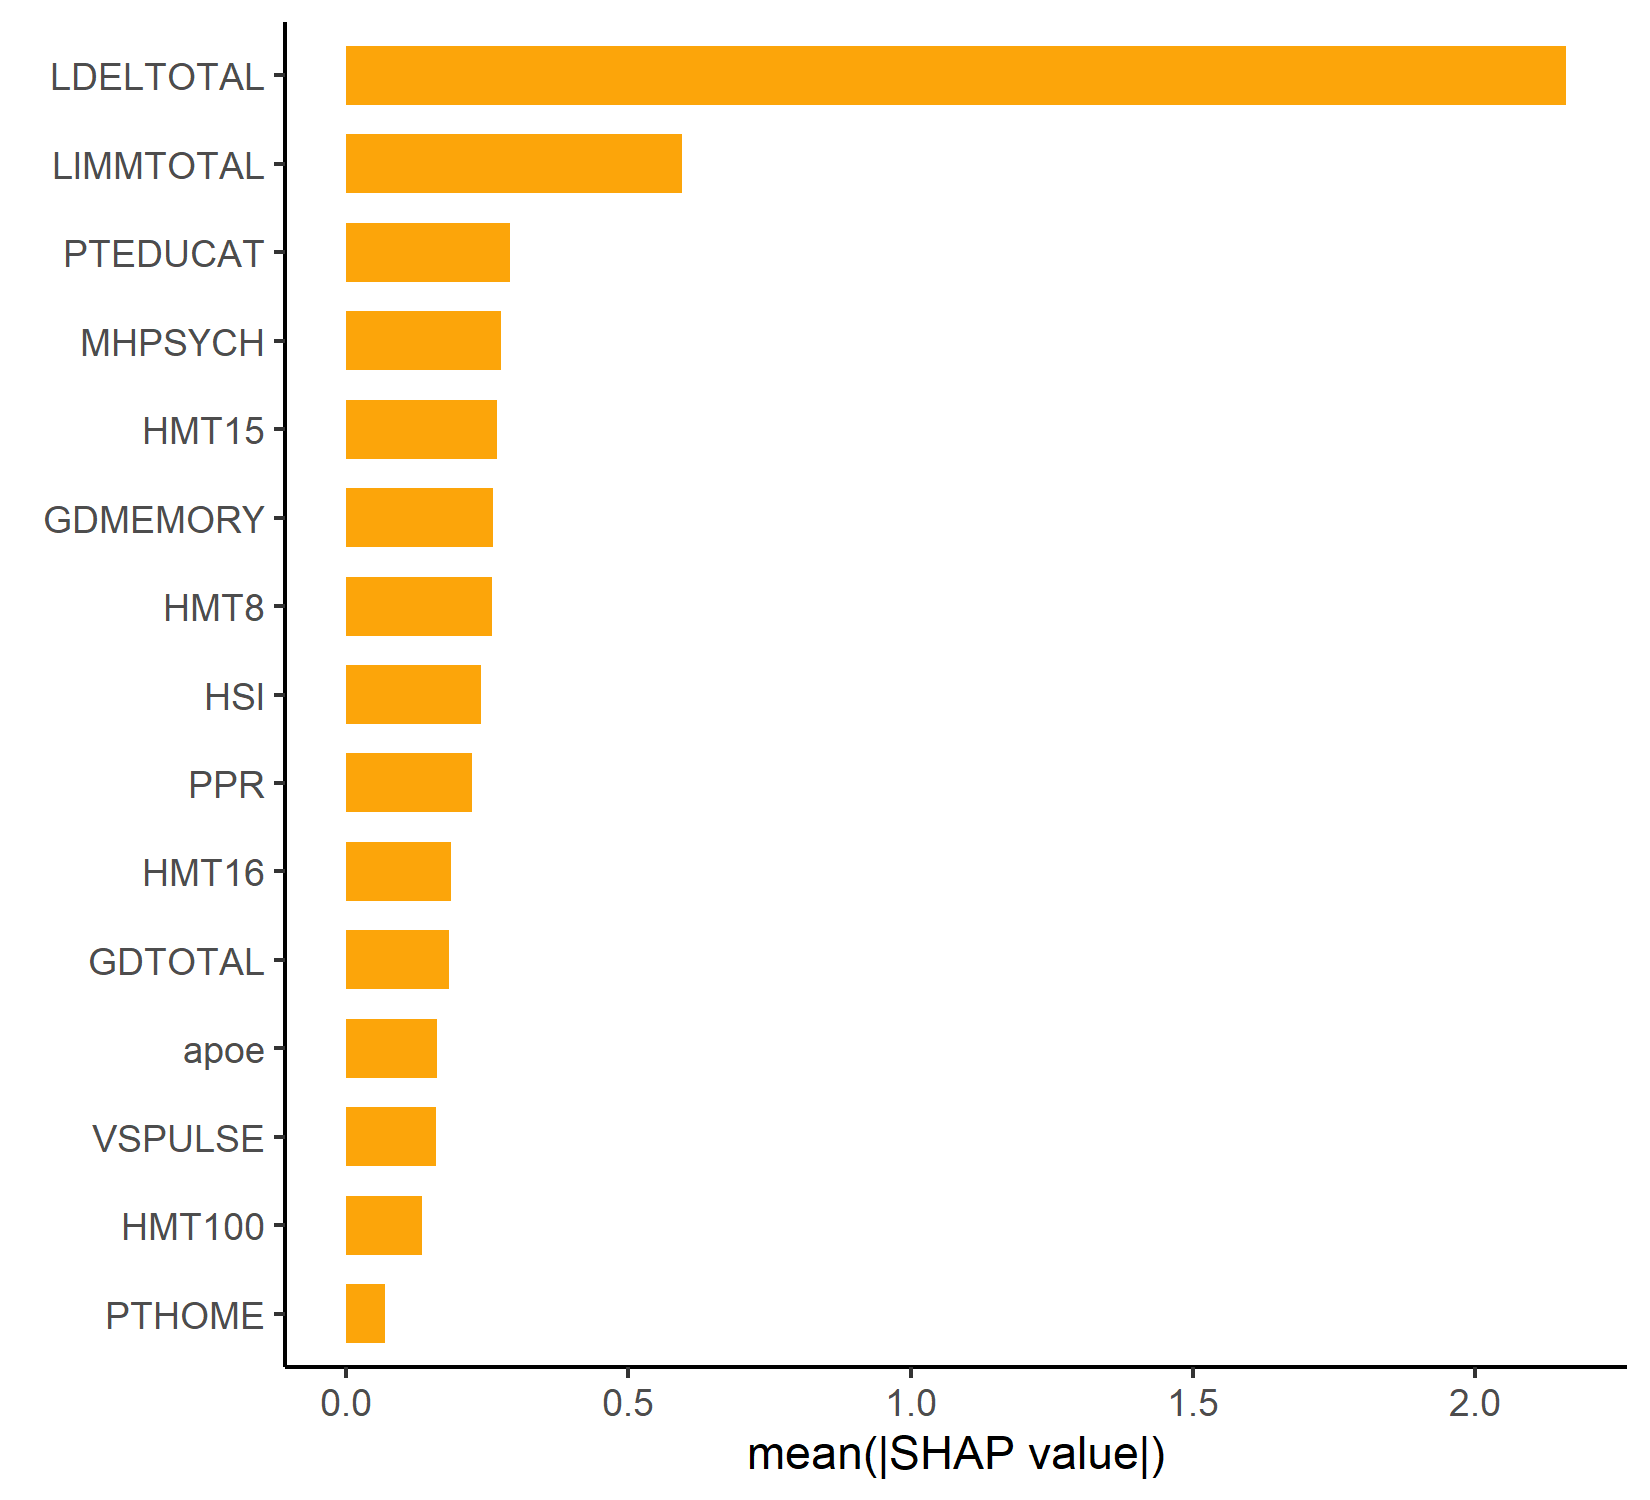 LDELTOTAL
LIMMTOTAL
PTEDUCAT
MHPSYCH
HMT15
GDMEMORY
HMT8
HSI
PPR
HMT16
GDTOTAL
apoe
VSPULSE
HMT100
PTHOME
0.0 0.5 1.0 1.5 2.0
mean(|SHAP value|)